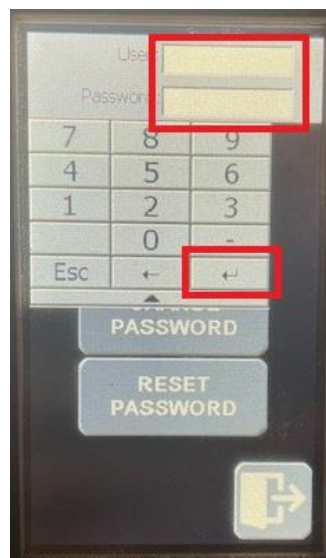 User:
Password:
7 8 9
4 5 6
1 2 3
0 -
Esc ← ↵
▲
PASSWORD
RESET
PASSWORD